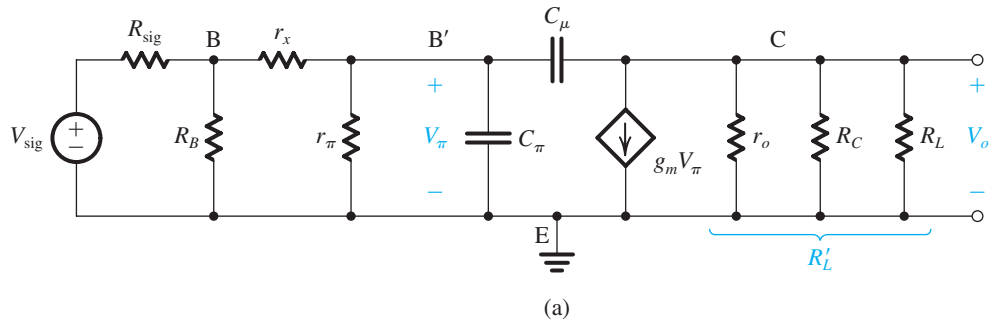 R_sig B r_x B′ C_μ C
V_sig + − R_B r_π + V_π − C_π g_m V_π r_o R_C R_L + V_o −
E
R′_L
(a)